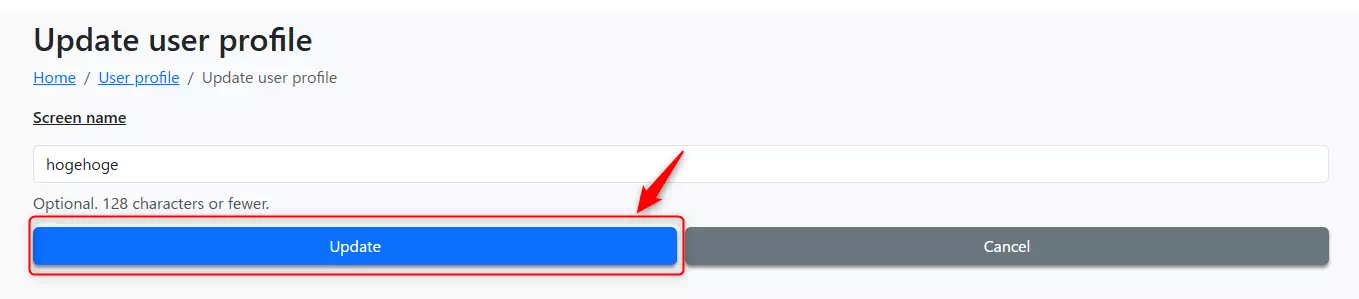 Update user profile
Home / User profile / Update user profile
Screen name
hogehoge
Optional. 128 characters or fewer.
Update Cancel